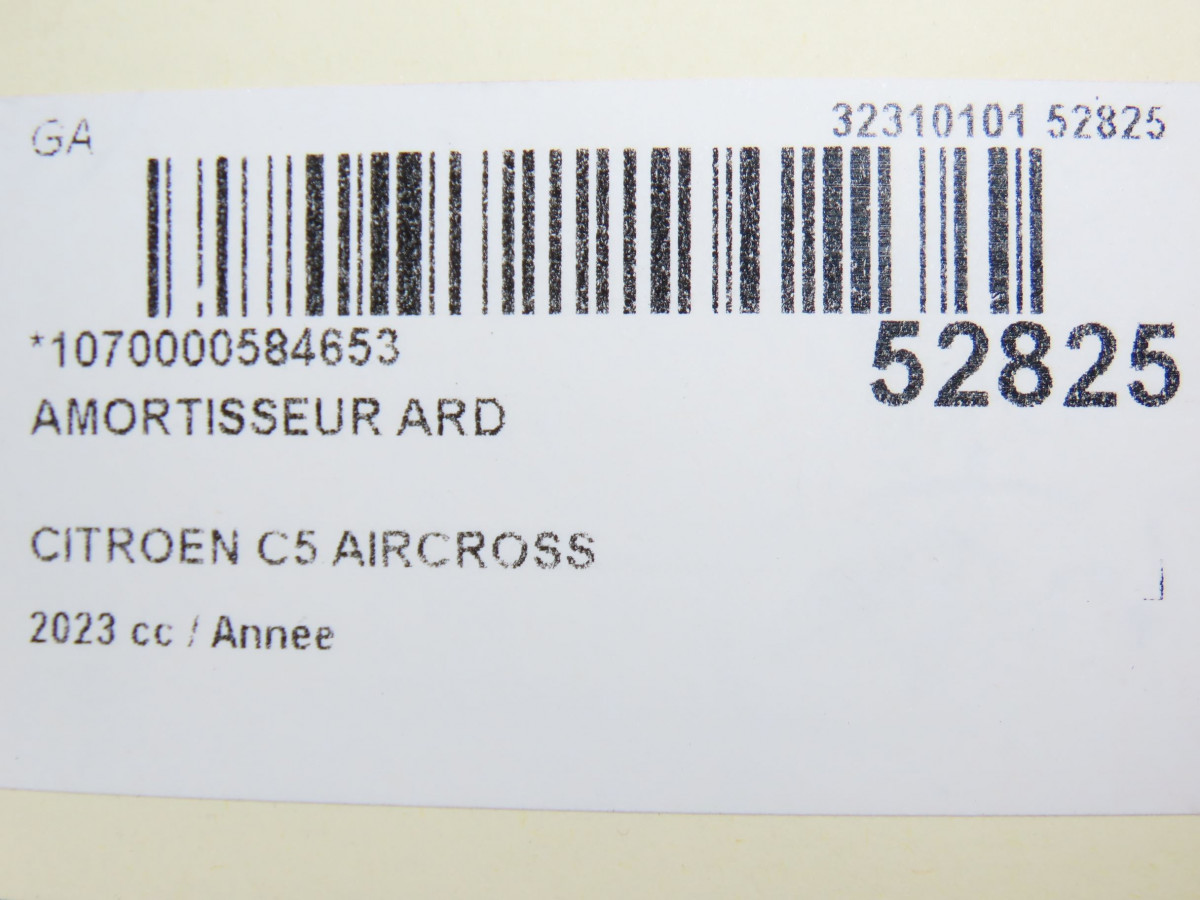 GA
32310101 52825
*1070000584653
52825
AMORTISSEUR ARD
CITROEN C5 AIRCROSS
2023 cc / Annee